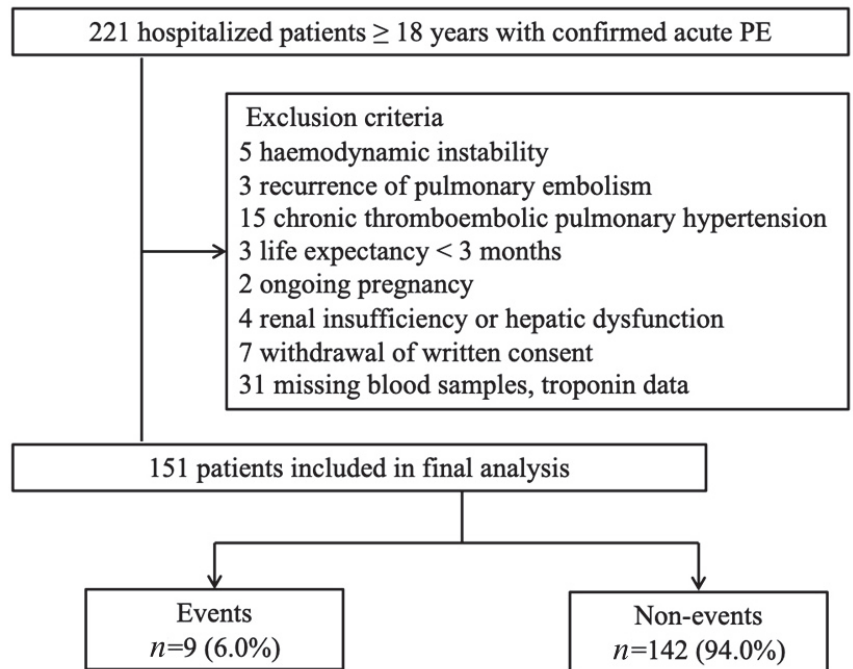 221 hospitalized patients ≥ 18 years with confirmed acute PE
Exclusion criteria
5 haemodynamic instability
3 recurrence of pulmonary embolism
15 chronic thromboembolic pulmonary hypertension
3 life expectancy < 3 months
2 ongoing pregnancy
4 renal insufficiency or hepatic dysfunction
7 withdrawal of written consent
31 missing blood samples, troponin data
151 patients included in final analysis
Events
n=9 (6.0%)
Non-events
n=142 (94.0%)